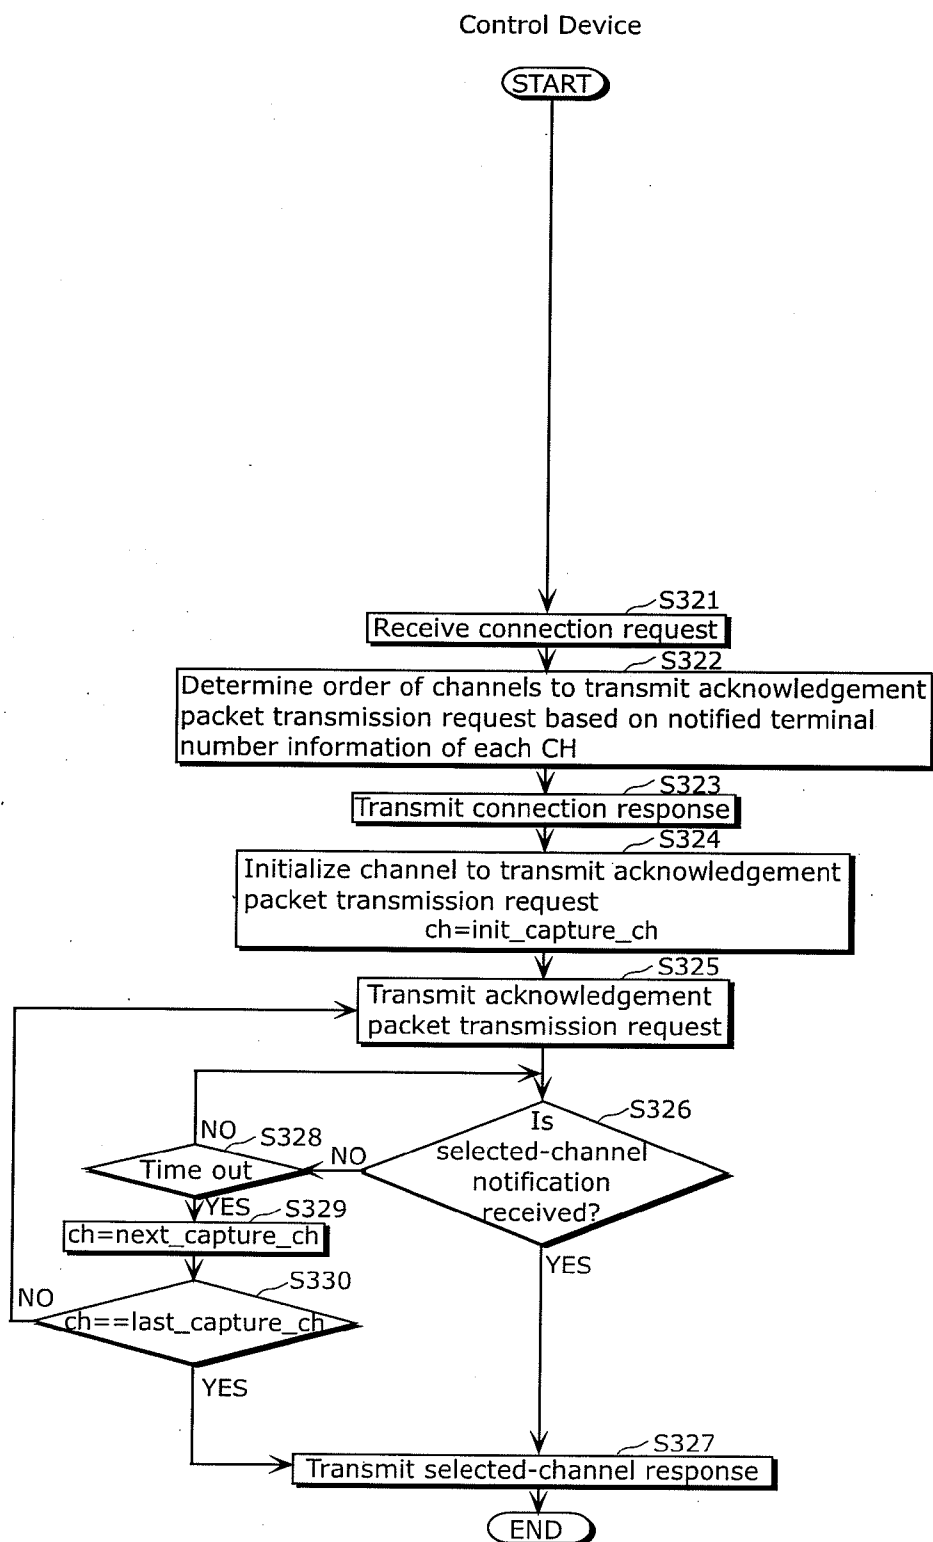 Control Device
START
S321
Receive connection request
S322
Determine order of channels to transmit acknowledgement
packet transmission request based on notified terminal
number information of each CH
S323
Transmit connection response
S324
Initialize channel to transmit acknowledgement
packet transmission request
ch=init_capture_ch
S325
Transmit acknowledgement
packet transmission request
S326
Is
selected-channel
notification
received?
NO
S328
NO
Time out
YES
S329
ch=next_capture_ch
YES
S330
NO
ch==last_capture_ch
YES
S327
Transmit selected-channel response
END